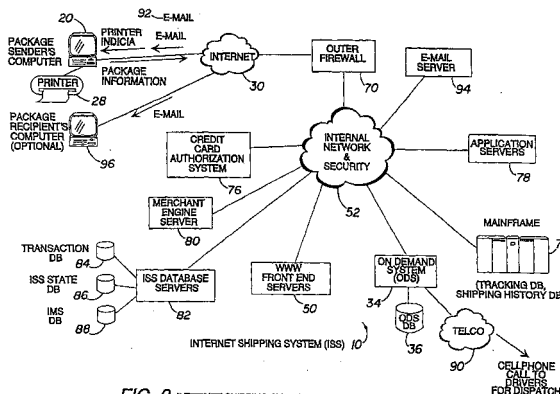 20
92
E-MAIL
PACKAGE
SENDER'S
COMPUTER
PRINTER
INDICIA
E-MAIL
PACKAGE
INFORMATION
PRINTER
28
E-MAIL
PACKAGE
RECIPIENT'S
COMPUTER
(OPTIONAL)
96
INTERNET
30
OUTER
FIREWALL
70
E-MAIL
SERVER
94
CREDIT
CARD
AUTHORIZATION
SYSTEM
76
INTERNAL
NETWORK
&
SECURITY
52
APPLICATION
SERVERS
78
MERCHANT
ENGINE
SERVER
80
MAINFRAME
7
(TRACKING DB,
SHIPPING HISTORY DB
TRANSACTION
DB
84
ISS STATE
DB
86
IMS
DB
88
ISS DATABASE
SERVERS
82
WWW
FRONT END
SERVERS
50
ON DEMAND
SYSTEM
(ODS)
34
ODS
DB
36
TELCO
90
INTERNET SHIPPING SYSTEM (ISS) 10
CELLPHONE
CALL TO
DRIVERS
FOR DISPATCH